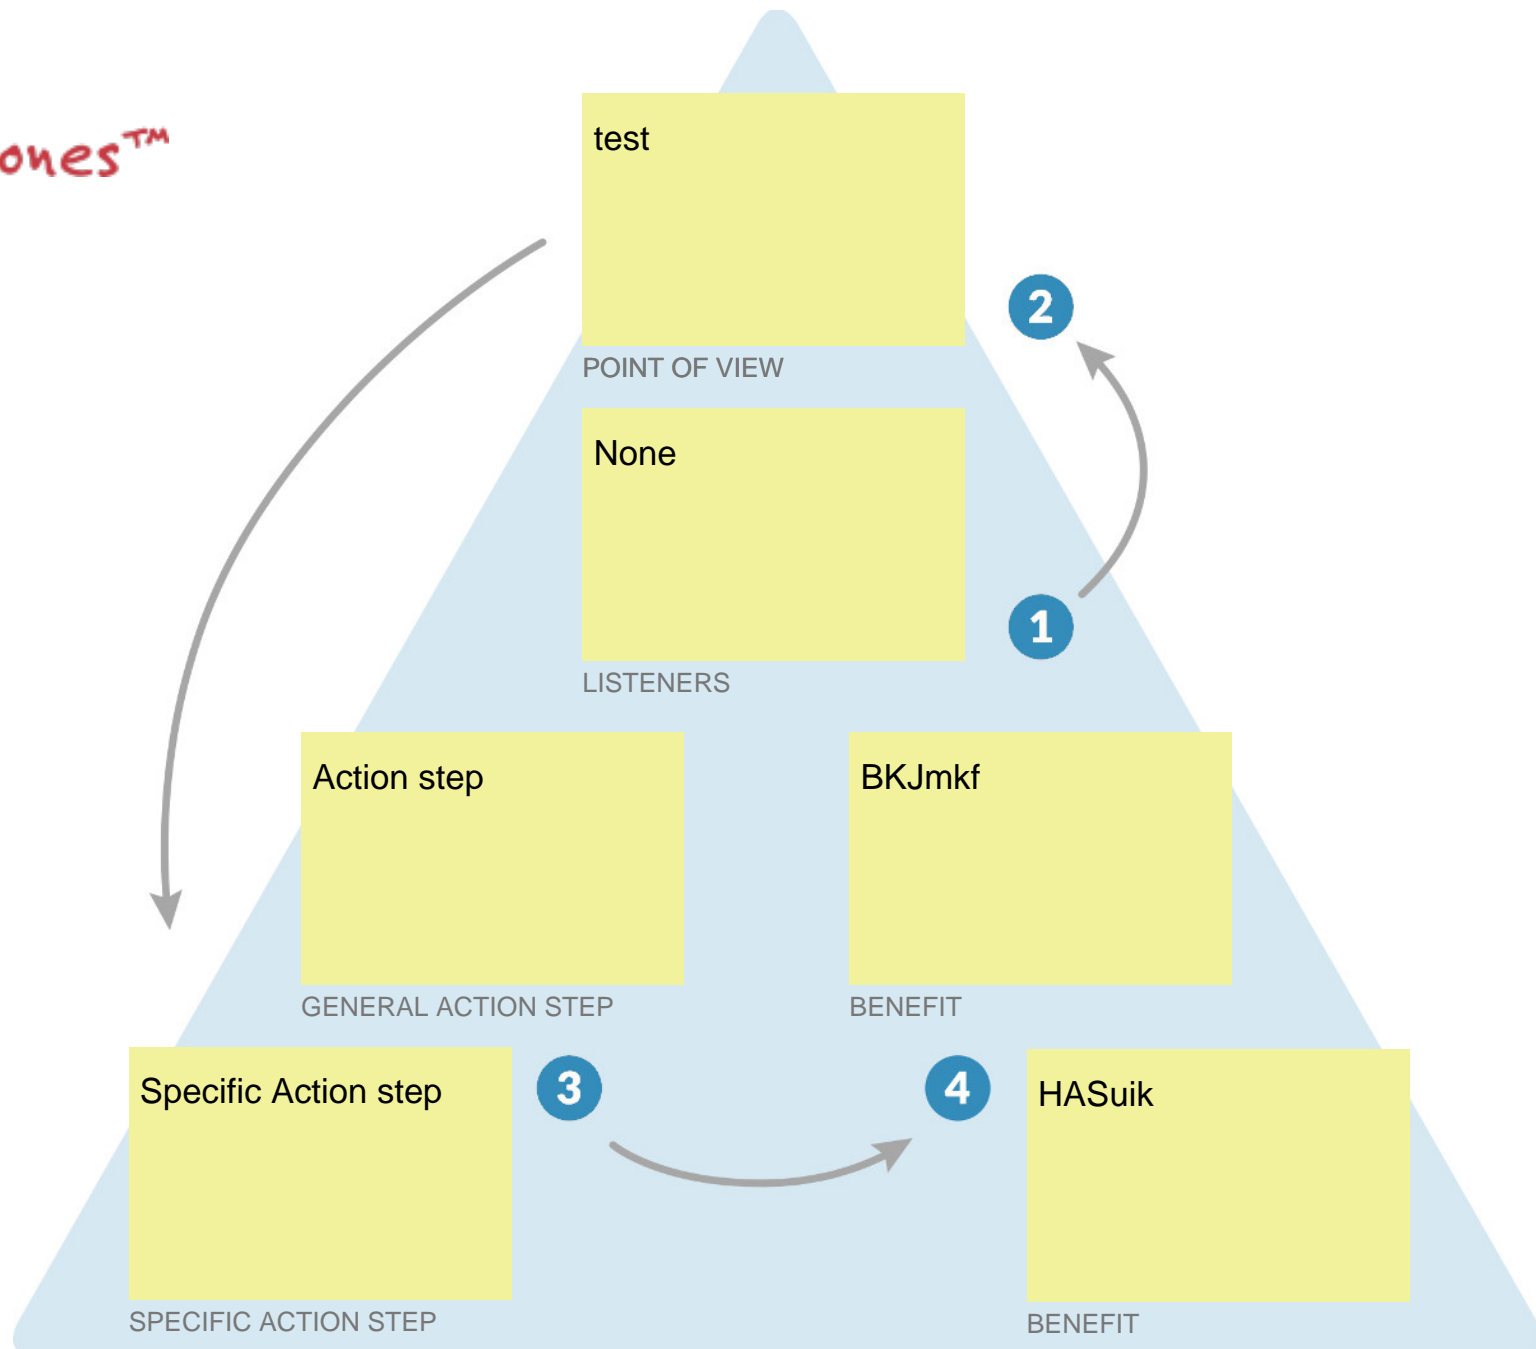 test
2
POINT OF VIEW
None
1
LISTENERS
Action step
BKJmkf
GENERAL ACTION STEP
BENEFIT
Specific Action step
3
4
HASuik
SPECIFIC ACTION STEP
BENEFIT